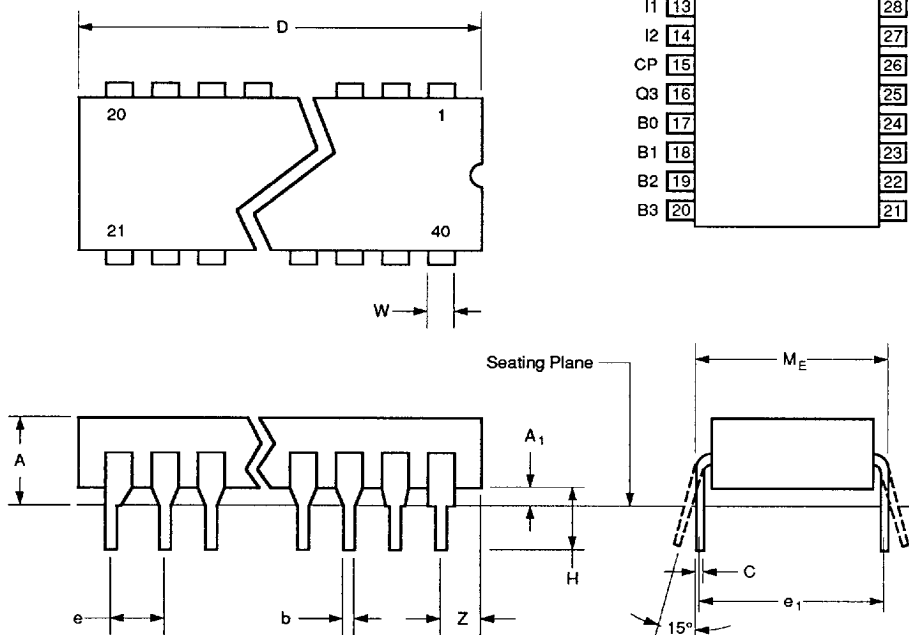 D
20
1
21
40
W
I1 13
28
I2 14
27
CP 15
26
Q3 16
25
B0 17
24
B1 18
23
B2 19
22
B3 20
21
Seating Plane
M_E
A
A_1
H
C
e
b
Z
e_1
15°